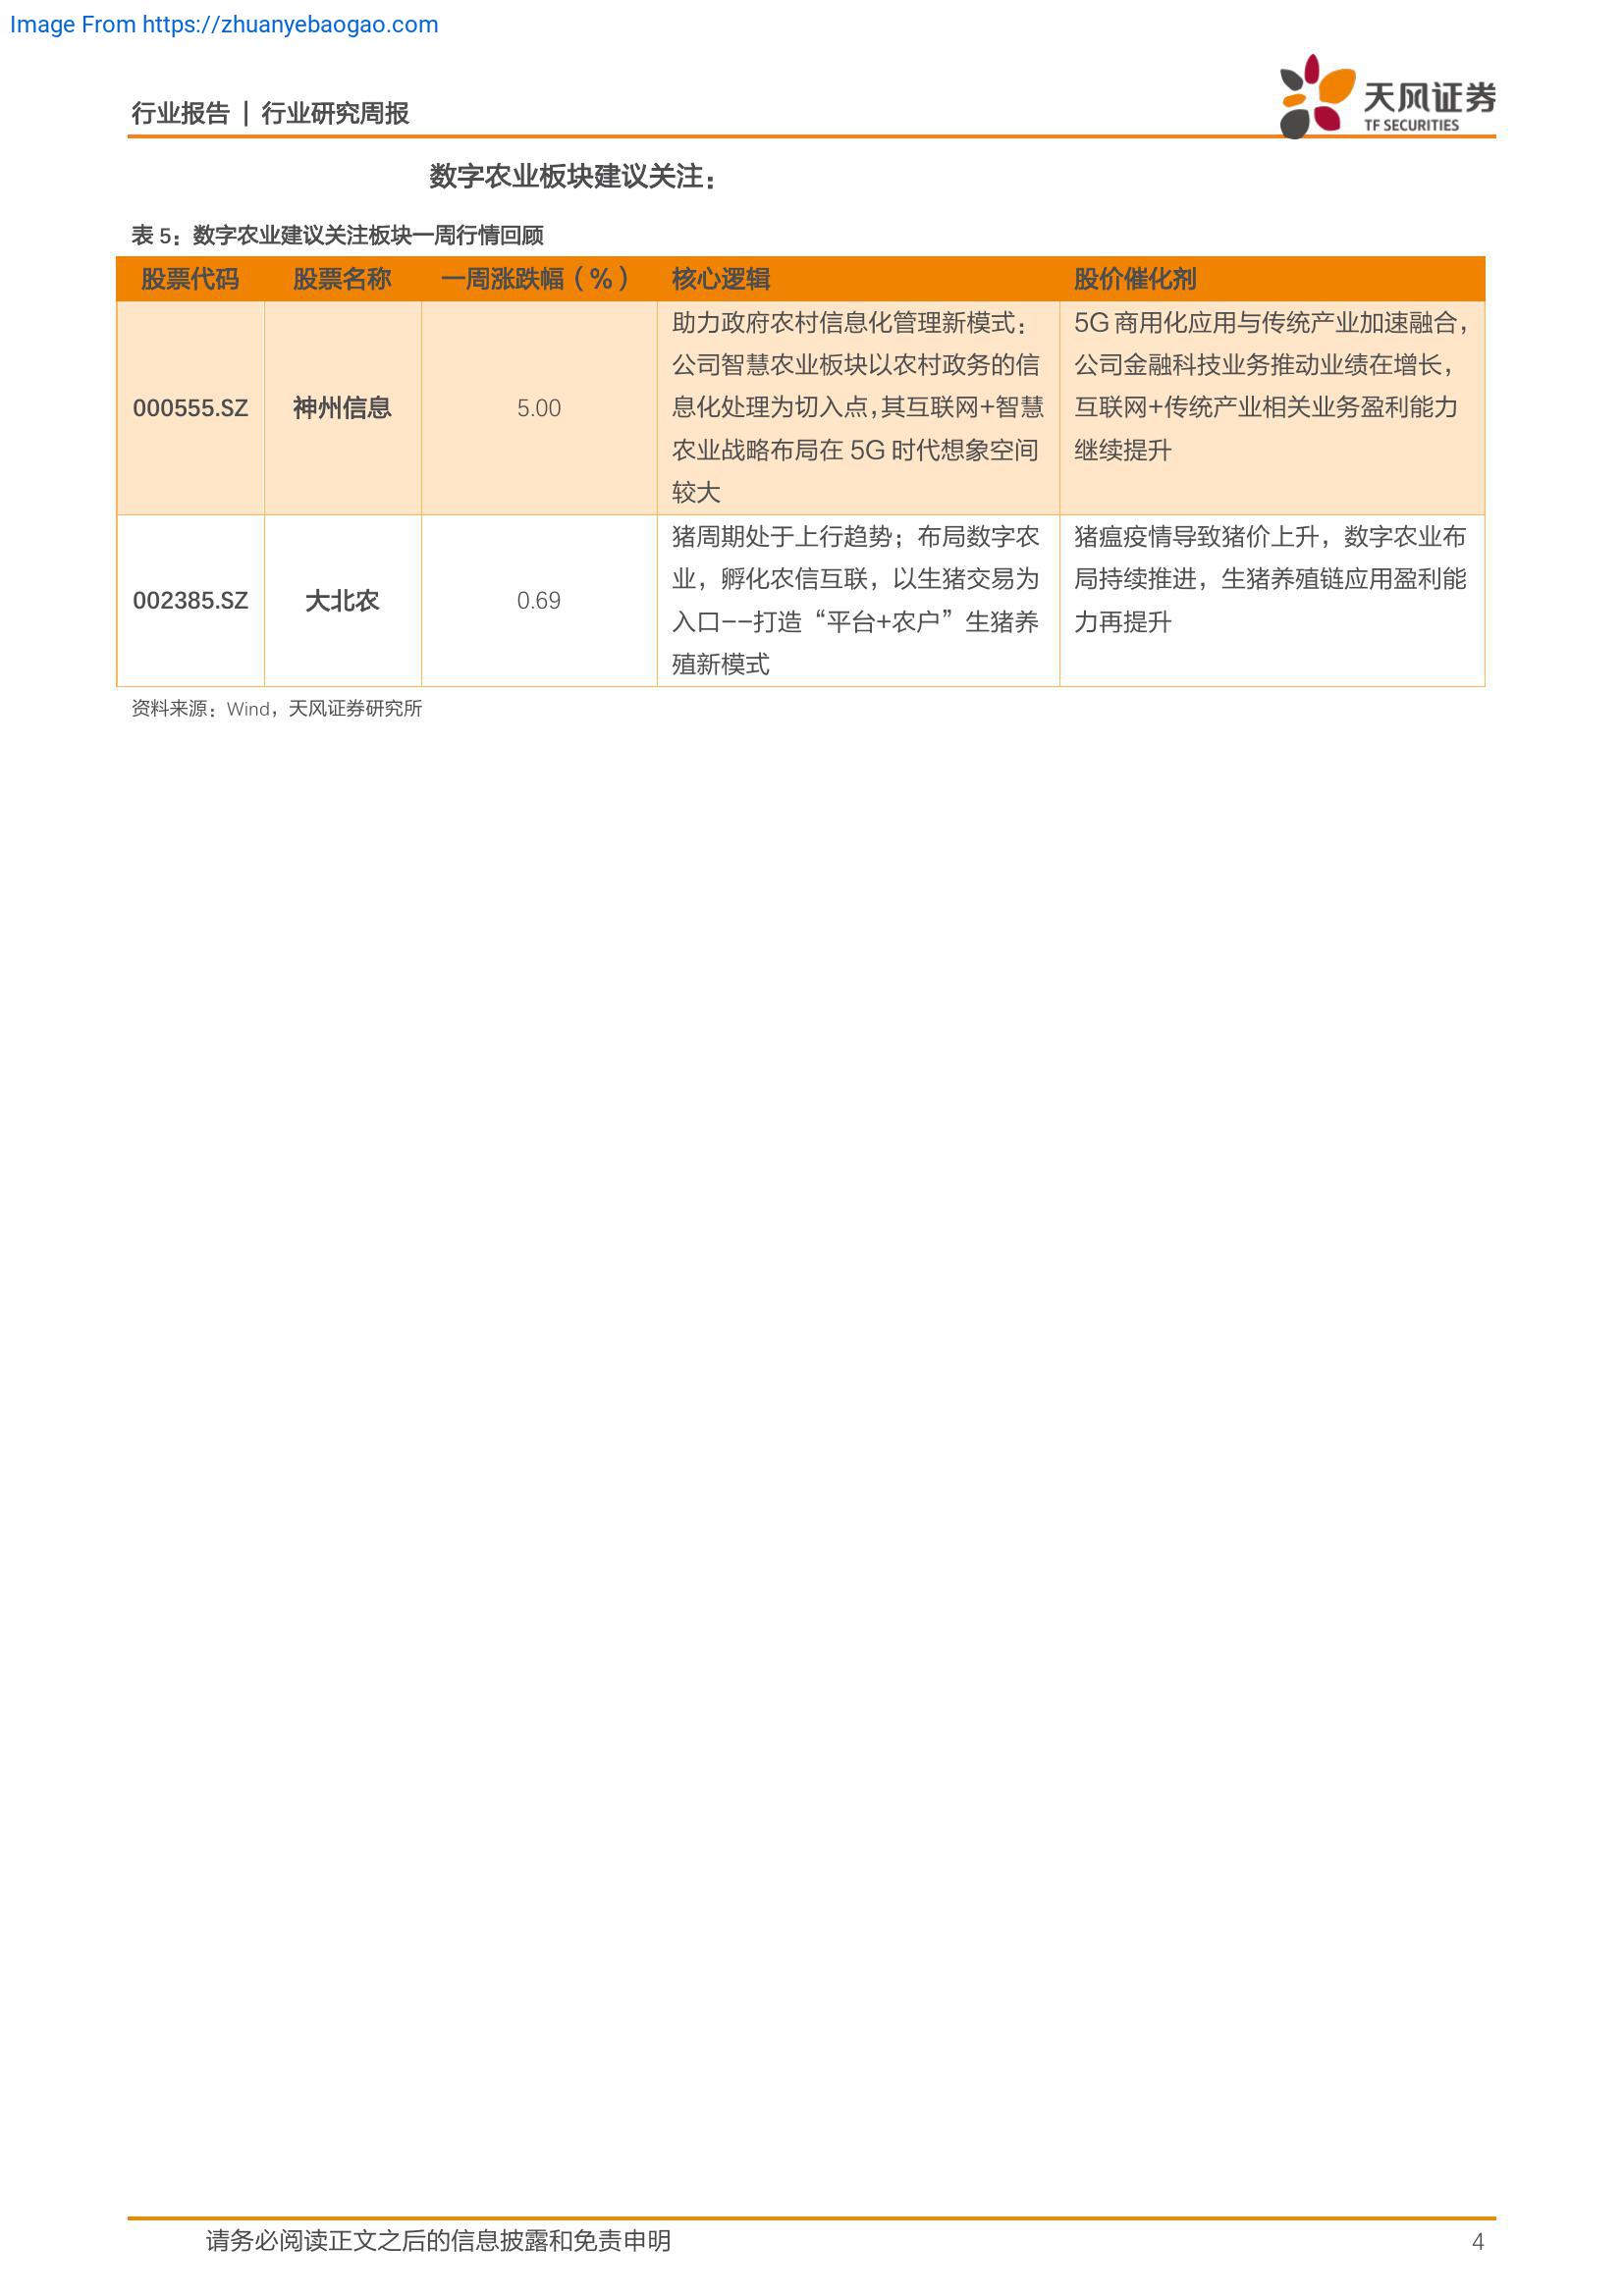 Image From https://zhuanyebaogao.com
行业报告 | 行业研究周报
天风证券
TF SECURITIES
数字农业板块建议关注：
表 5：数字农业建议关注板块一周行情回顾
股票代码 股票名称 一周涨跌幅（%） 核心逻辑 股价催化剂
000555.SZ 神州信息 5.00
助力政府农村信息化管理新模式：
公司智慧农业板块以农村政务的信
息化处理为切入点，其互联网+智慧
农业战略布局在 5G 时代想象空间
较大
5G 商用化应用与传统产业加速融合，
公司金融科技业务推动业绩在增长，
互联网+传统产业相关业务盈利能力
继续提升
002385.SZ 大北农 0.69
猪周期处于上行趋势；布局数字农
业，孵化农信互联，以生猪交易为
入口--打造“平台+农户”生猪养
殖新模式
猪瘟疫情导致猪价上升，数字农业布
局持续推进，生猪养殖链应用盈利能
力再提升
资料来源：Wind，天风证券研究所
请务必阅读正文之后的信息披露和免责申明 4